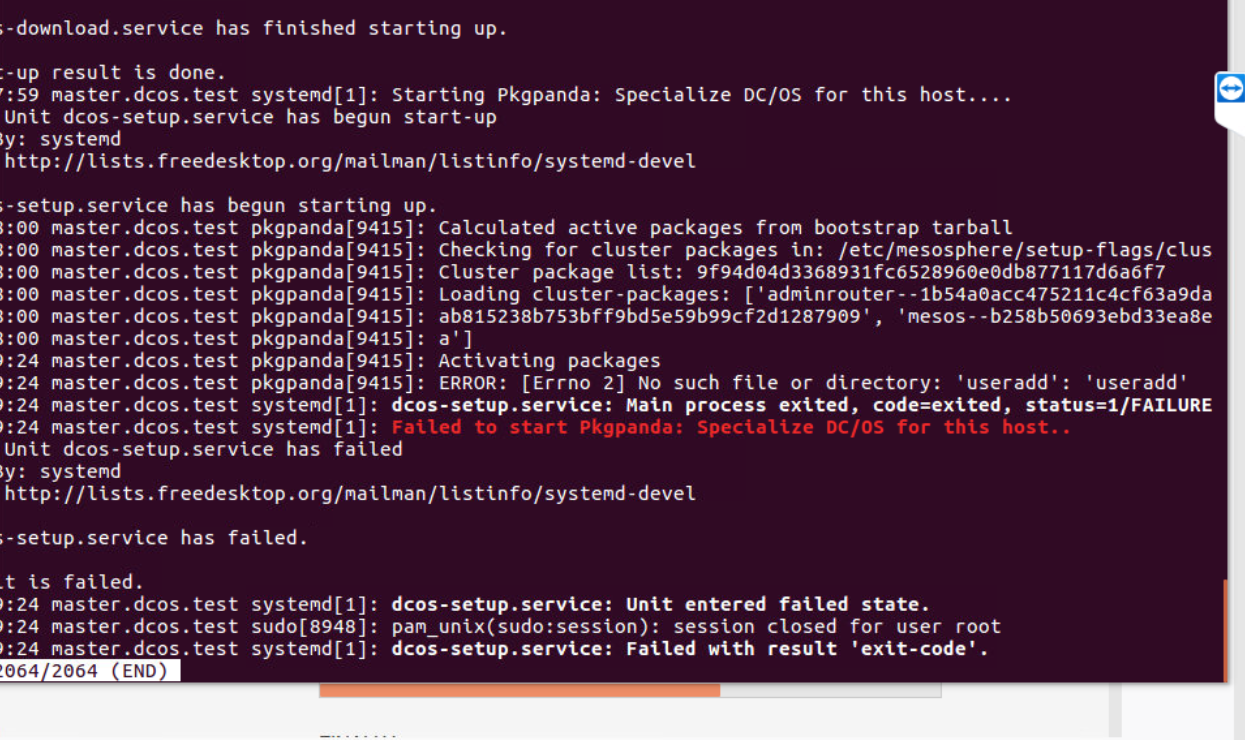 s-download.service has finished starting up.
t-up result is done.
7:59 master.dcos.test systemd[1]: Starting Pkgpanda: Specialize DC/OS for this host....
Unit dcos-setup.service has begun start-up
By: systemd
http://lists.freedesktop.org/mailman/listinfo/systemd-devel
s-setup.service has begun starting up.
8:00 master.dcos.test pkgpanda[9415]: Calculated active packages from bootstrap tarball
8:00 master.dcos.test pkgpanda[9415]: Checking for cluster packages in: /etc/mesosphere/setup-flags/clus
8:00 master.dcos.test pkgpanda[9415]: Cluster package list: 9f94d04d3368931fc6528960e0db877117d6a6f7
8:00 master.dcos.test pkgpanda[9415]: Loading cluster-packages: ['adminrouter--1b54a0acc475211c4cf63a9da
8:00 master.dcos.test pkgpanda[9415]: ab815238b753bff9bd5e59b99cf2d1287909', 'mesos--b258b50693ebd33ea8e
8:00 master.dcos.test pkgpanda[9415]: a']
9:24 master.dcos.test pkgpanda[9415]: Activating packages
9:24 master.dcos.test pkgpanda[9415]: ERROR: [Errno 2] No such file or directory: 'useradd': 'useradd'
9:24 master.dcos.test systemd[1]: dcos-setup.service: Main process exited, code=exited, status=1/FAILURE
9:24 master.dcos.test systemd[1]: Failed to start Pkgpanda: Specialize DC/OS for this host..
Unit dcos-setup.service has failed
By: systemd
http://lists.freedesktop.org/mailman/listinfo/systemd-devel
s-setup.service has failed.
lt is failed.
9:24 master.dcos.test systemd[1]: dcos-setup.service: Unit entered failed state.
9:24 master.dcos.test sudo[8948]: pam_unix(sudo:session): session closed for user root
9:24 master.dcos.test systemd[1]: dcos-setup.service: Failed with result 'exit-code'.
2064/2064 (END)